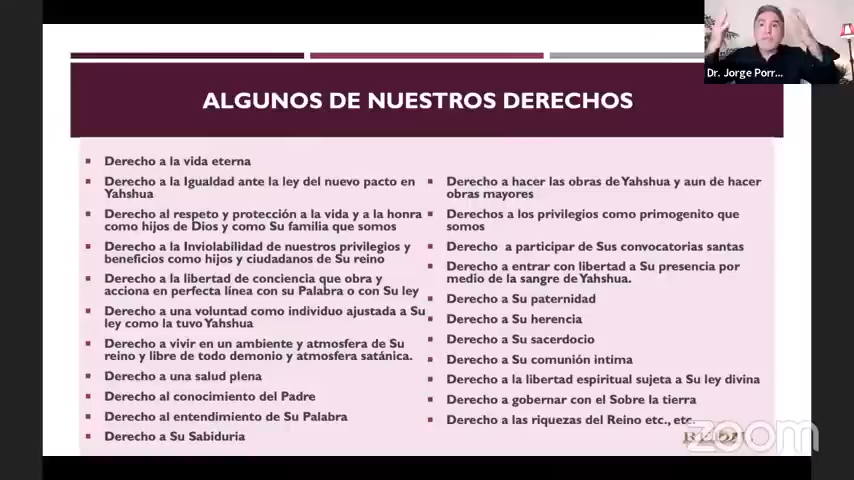 Dr. Jorge Porr...
ALGUNOS DE NUESTROS DERECHOS
Derecho a la vida eterna
Derecho a la Igualdad ante la ley del nuevo pacto en
Yahshua
Derecho al respeto y protección a la vida y a la honra
como hijos de Dios y como Su familia que somos
Derecho a la Inviolabilidad de nuestros privilegios y
beneficios como hijos y ciudadanos de Su reino
Derecho a la libertad de conciencia que obra y
acciona en perfecta línea con su Palabra o con Su ley
Derecho a una voluntad como individuo ajustada a Su
ley como la tuvo Yahshua
Derecho a vivir en un ambiente y atmosfera de Su
reino y libre de todo demonio y atmosfera satánica.
Derecho a una salud plena
Derecho al conocimiento del Padre
Derecho al entendimiento de Su Palabra
Derecho a Su Sabiduria
Derecho a hacer las obras de Yahshua y aun de hacer
obras mayores
Derechos a los privilegios como primogenito que
somos
Derecho a participar de Sus convocatorias santas
Derecho a entrar con libertad a Su presencia por
medio de la sangre de Yahshua.
Derecho a Su paternidad
Derecho a Su herencia
Derecho a Su sacerdocio
Derecho a Su comunión intima
Derecho a la libertad espiritual sujeta a Su ley divina
Derecho a gobernar con el Sobre la tierra
Derecho a las riquezas del Reino etc., etc.
zoom